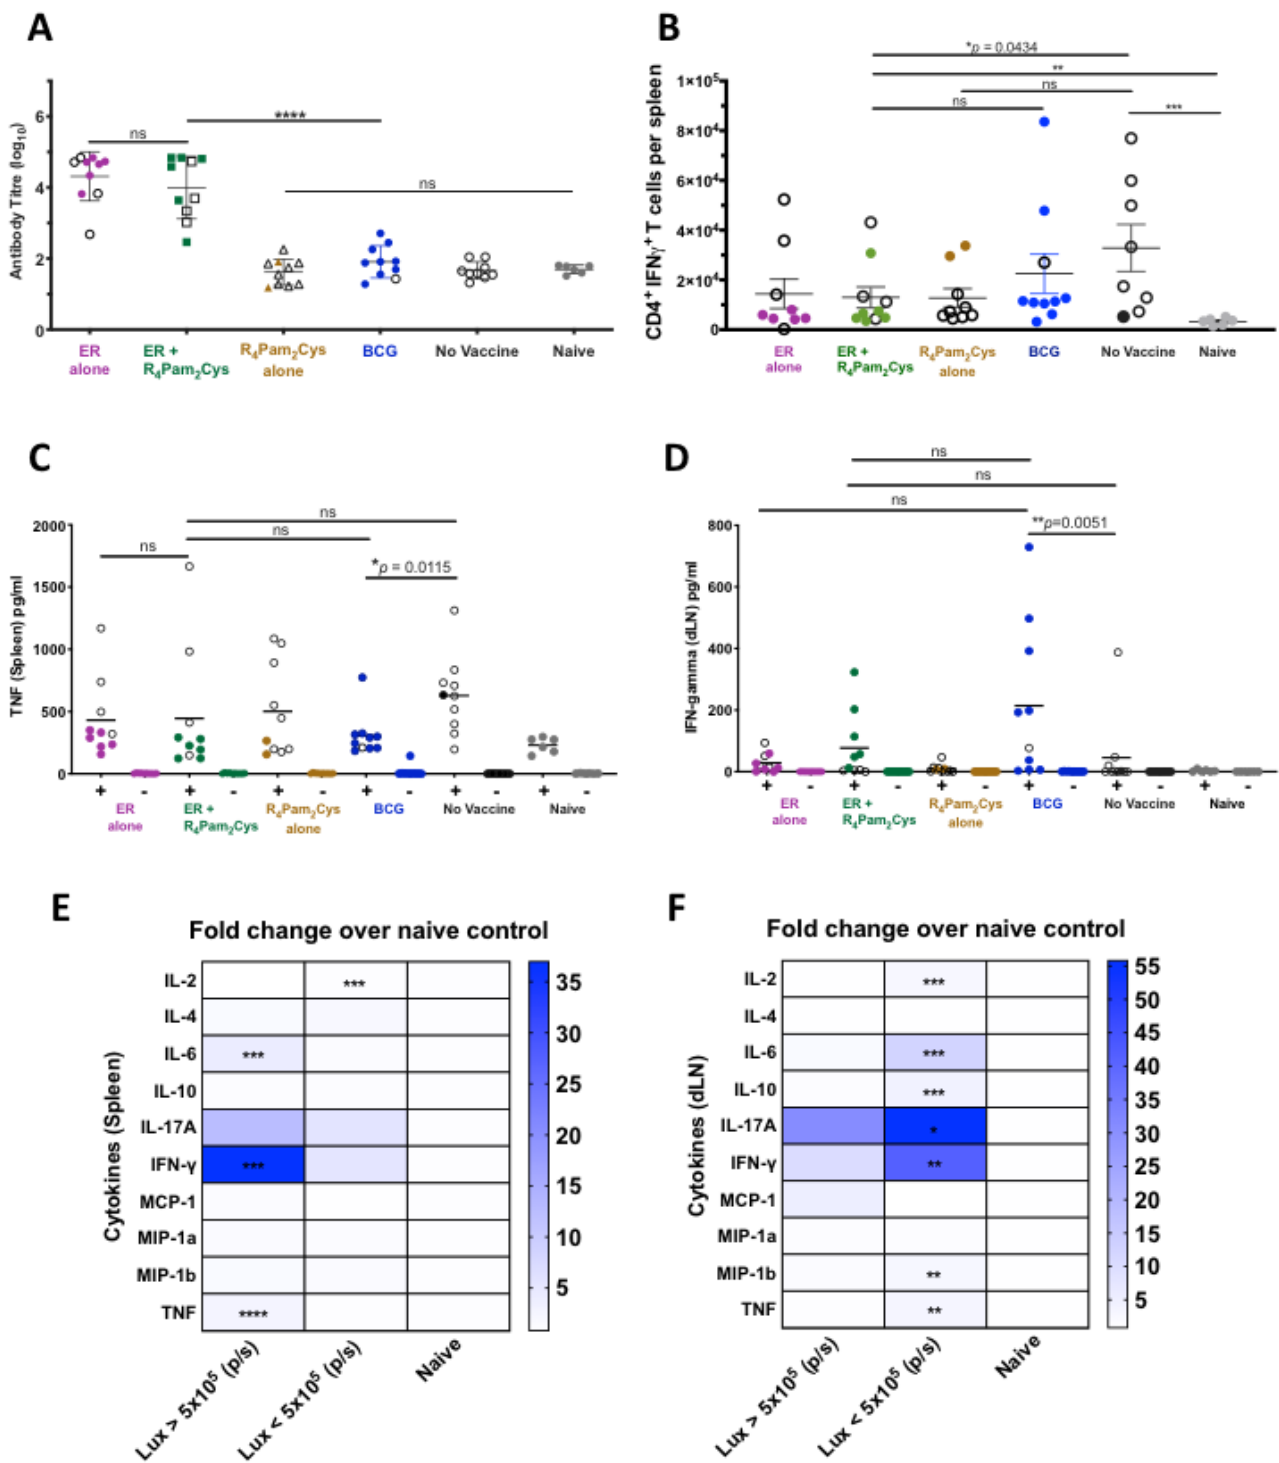 A
Antibody Titre (log10)
6
4
2
0
ns
****
ns
ER alone
ER + R4Pam2Cys
R4Pam2Cys alone
BCG
No Vaccine
Naive
B
CD4+ IFNγ+ T cells per spleen
1×10^5
8×10^4
6×10^4
4×10^4
2×10^4
0
*p = 0.0434
**
ns
ns
***
ER alone
ER + R4Pam2Cys
R4Pam2Cys alone
BCG
No Vaccine
Naive
C
TNF (Spleen) pg/ml
2000
1500
1000
500
0
ns
ns
ns
*p = 0.0115
+ - + - + - + - + - + -
ER alone
ER + R4Pam2Cys
R4Pam2Cys alone
BCG
No Vaccine
Naive
D
IFN-gamma (dLN) pg/ml
800
600
400
200
0
ns
ns
ns
**p=0.0051
+ - + - + - + - + - + -
ER alone
ER + R4Pam2Cys
R4Pam2Cys alone
BCG
No Vaccine
Naive
E
Fold change over naive control
Cytokines (Spleen)
IL-2 ***
IL-4
IL-6 ***
IL-10
IL-17A
IFN-γ ***
MCP-1
MIP-1a
MIP-1b
TNF ****
35
30
25
20
15
10
5
Lux > 5x10^5 (p/s)
Lux < 5x10^5 (p/s)
Naive
F
Fold change over naive control
Cytokines (dLN)
IL-2 ***
IL-4
IL-6 ***
IL-10 ***
IL-17A *
IFN-γ **
MCP-1
MIP-1a
MIP-1b **
TNF **
55
50
45
40
35
30
25
20
15
10
5
Lux > 5x10^5 (p/s)
Lux < 5x10^5 (p/s)
Naive